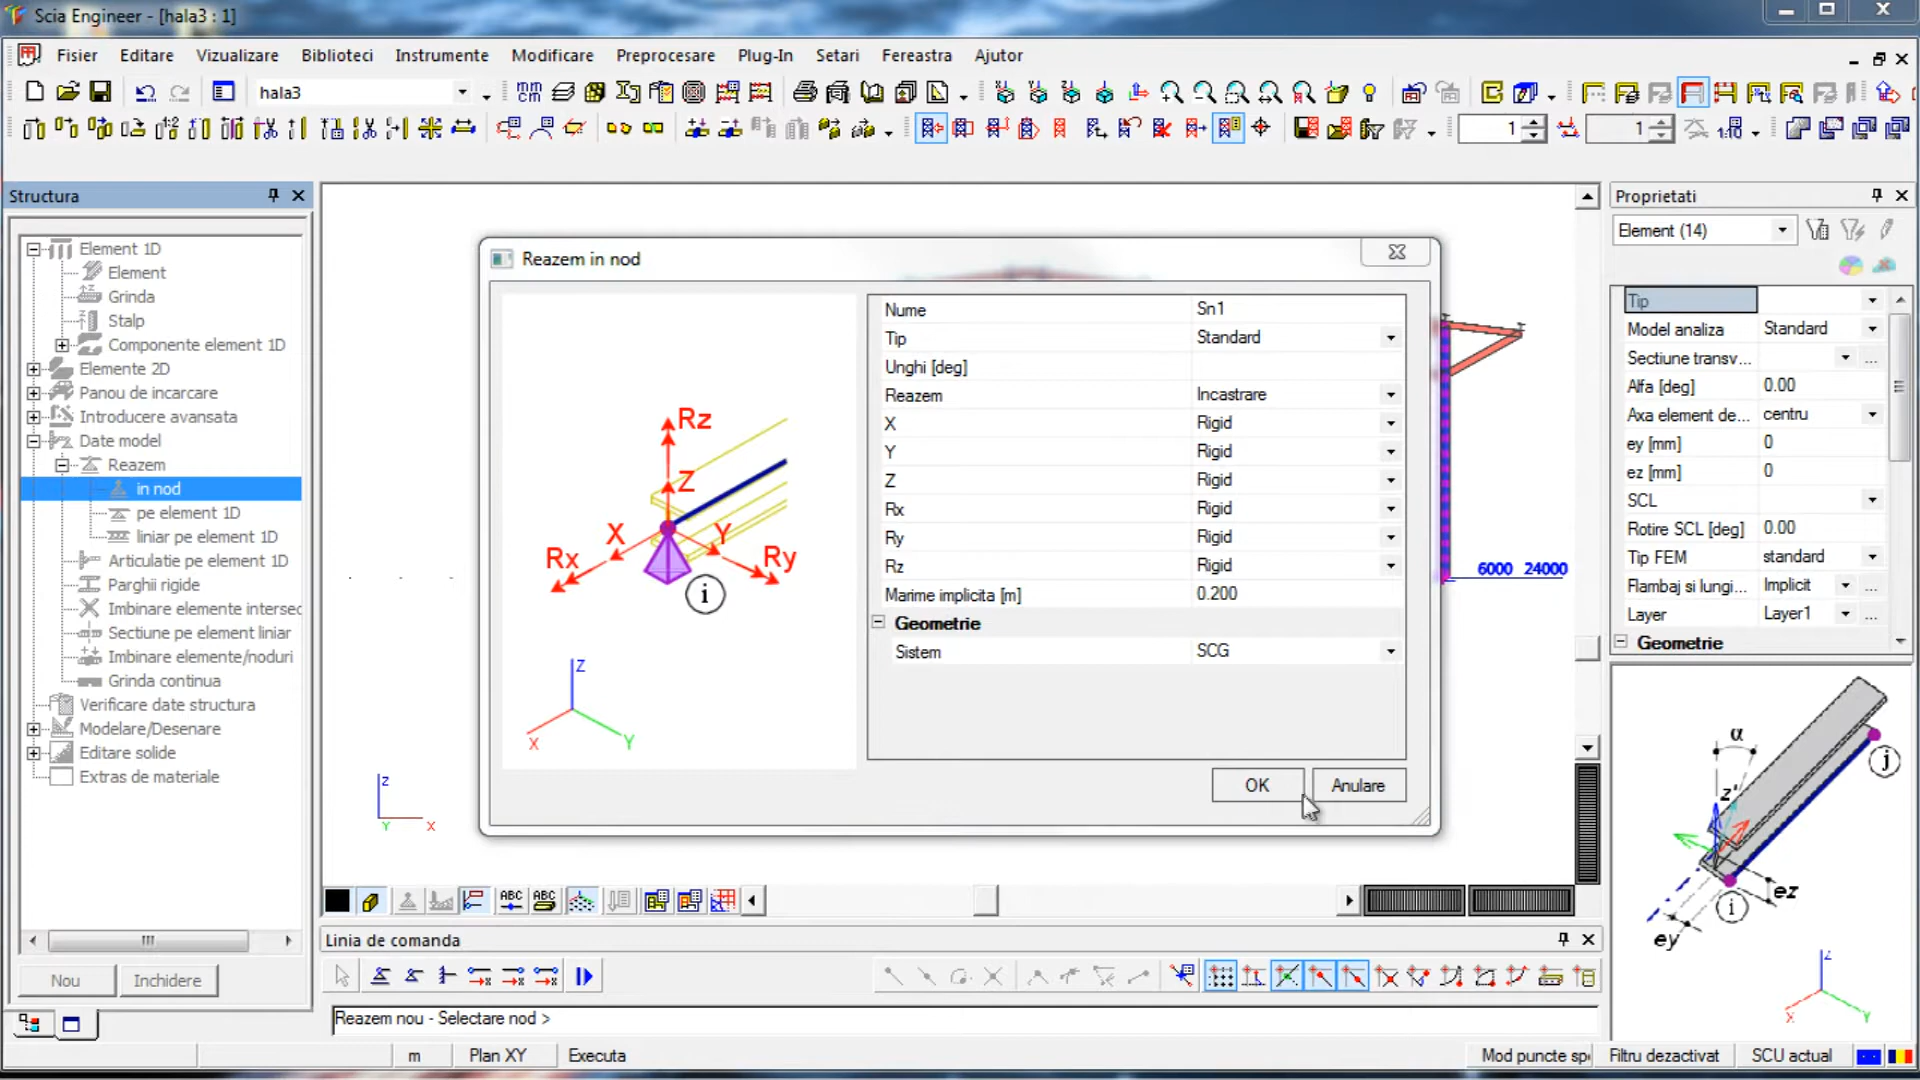 Scia Engineer - [hala3 : 1]
Fisier Editare Vizualizare Biblioteci Instrumente Modificare Preprocesare Plug-In Setari Fereastra Ajutor
hala3
1 1
Structura
Element 1D
Element
Grinda
Stalp
Componente element 1D
Elemente 2D
Panou de incarcare
Introducere avansata
Date model
Reazem
in nod
pe element 1D
liniar pe element 1D
Articulatie pe element 1D
Parghii rigide
Imbinare elemente intersec
Sectiune pe element liniar
Imbinare elemente/noduri
Grinda continua
Verificare date structura
Modelare/Desenare
Editare solide
Extras de materiale
Nou Inchidere
Reazem in nod
Rz
Z
X Y
Rx Ry
i
Z
X Y
Nume Sn1
Tip Standard
Unghi [deg]
Reazem Incastrare
X Rigid
Y Rigid
Z Rigid
Rx Rigid
Ry Rigid
Rz Rigid
Marime implicita [m] 0.200
Geometrie
Sistem SCG
OK Anulare
6000 24000
Z
Y X
ABC ABC
Linia de comanda
Reazem nou - Selectare nod >
m Plan XY Executa
Mod puncte spe Filtru dezactivat SCU actual
Proprietati
Element (14)
Tip
Model analiza Standard
Sectiune transv...
Alfa [deg] 0.00
Axa element de... centru
ey [mm] 0
ez [mm] 0
SCL
Rotire SCL [deg] 0.00
Tip FEM standard
Flambaj si lungi... Implicit
Layer Layer1
Geometrie
α
j
z'
ez
i
ey
Z
X Y